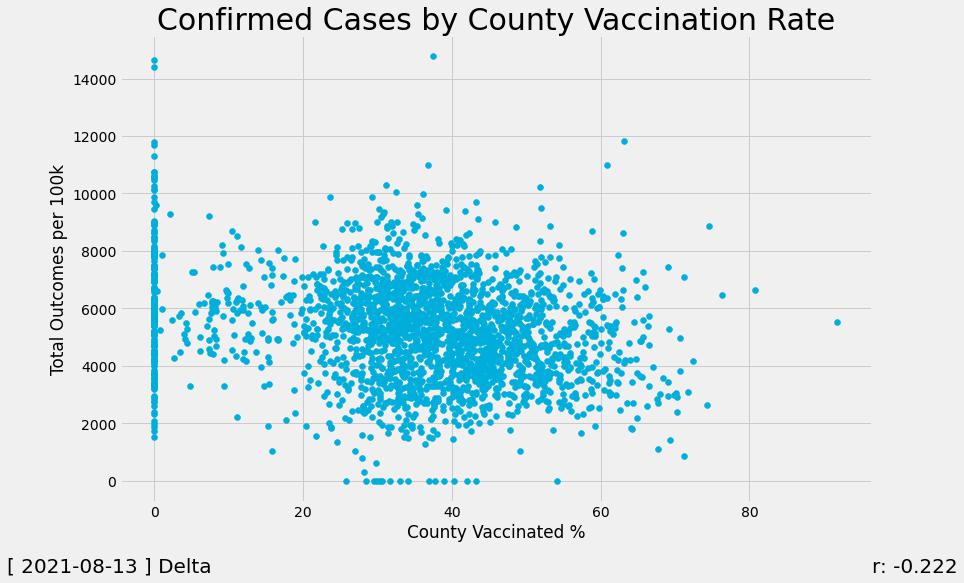 Confirmed Cases by County Vaccination Rate
Total Outcomes per 100k
14000
12000
10000
8000
6000
4000
2000
0
0 20 40 60 80
County Vaccinated %
[ 2021-08-13 ] Delta
r: -0.222